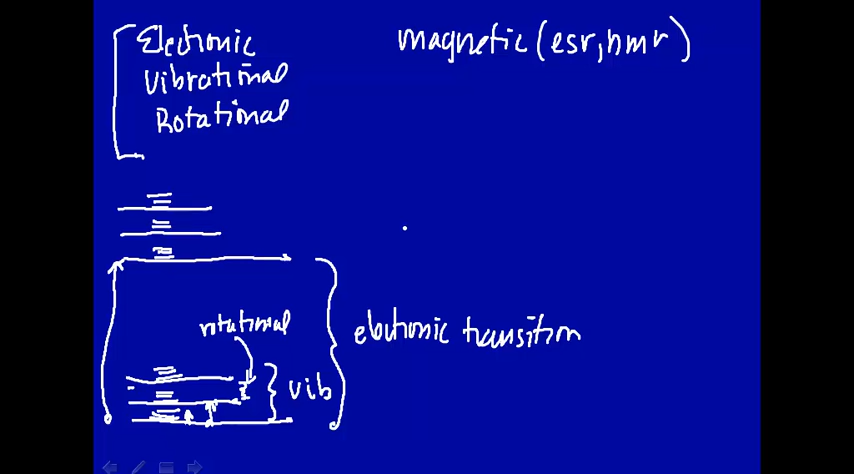 Electronic
Vibrational
Rotational
magnetic (esr, nmr)
rotational
electronic transition
vib